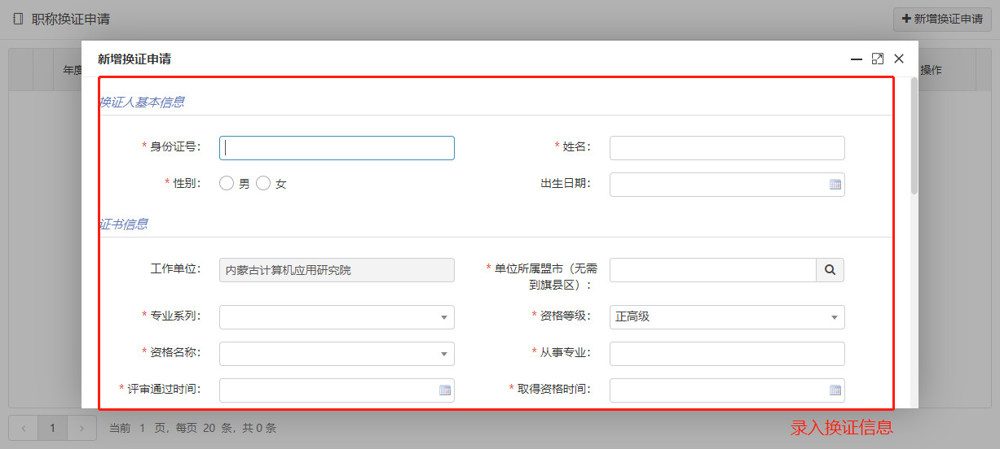 职称换证申请
新增换证申请
年度
操作
新增换证申请
换证人基本信息
* 身份证号：
* 姓名：
* 性别： 男 女
出生日期：
证书信息
工作单位： 内蒙古计算机应用研究院
* 单位所属盟市（无需
到旗县区）：
* 专业系列：
* 资格等级： 正高级
* 资格名称：
* 从事专业：
* 评审通过时间：
* 取得资格时间：
1 当前 1 页，每页 20 条，共 0 条
录入换证信息